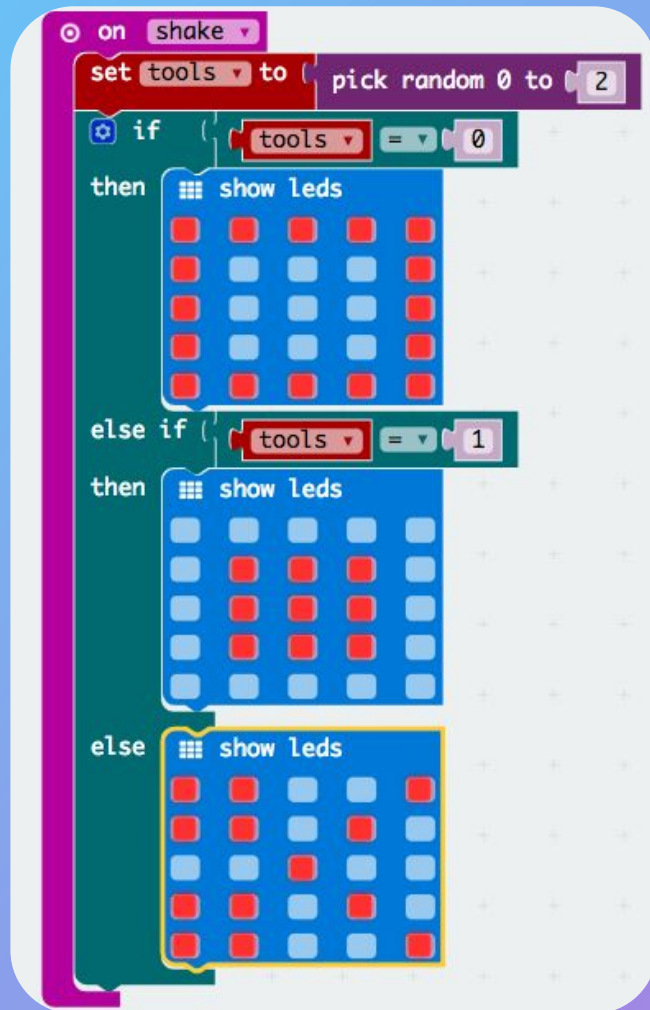 on shake
set tools to pick random 0 to 2
if tools = 0
then show leds
else if tools = 1
then show leds
else show leds